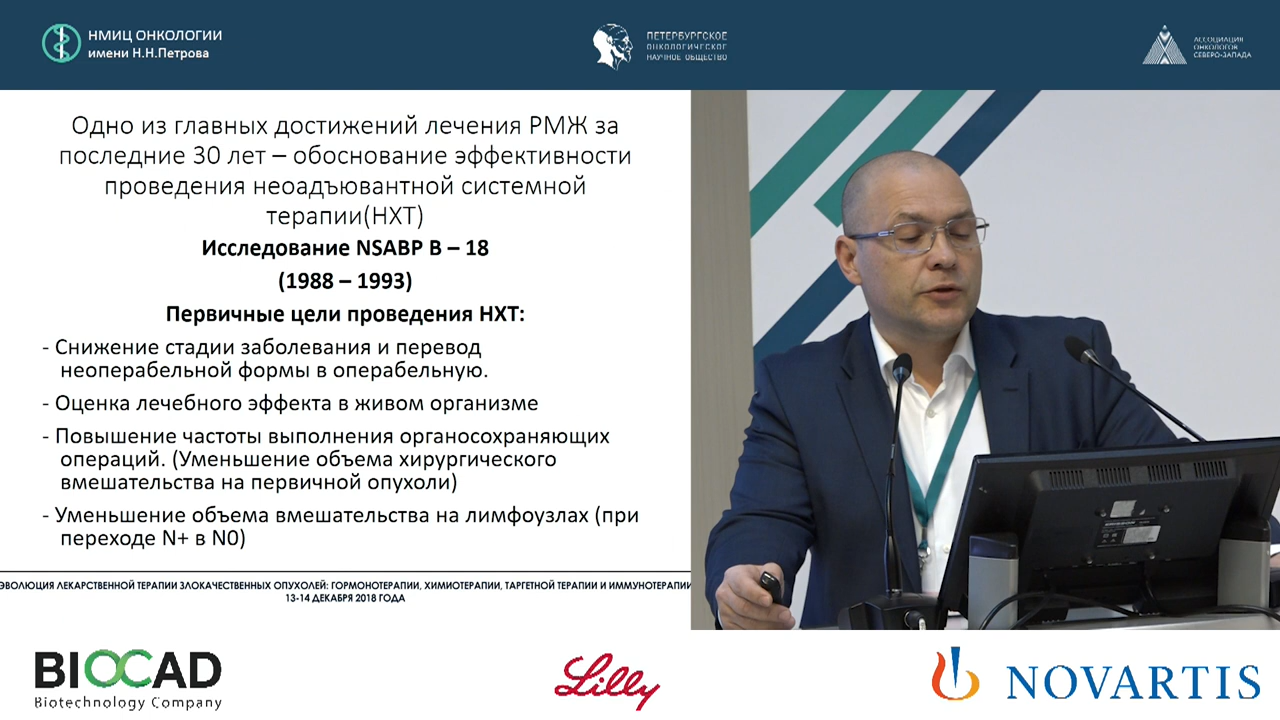 НМИЦ ОНКОЛОГИИ
имени Н.Н.Петрова
ПЕТЕРБУРГСКОЕ
ОНКОЛОГИЧЕСКОЕ
НАУЧНОЕ ОБЩЕСТВО
АССОЦИАЦИЯ
ОНКОЛОГОВ
СЕВЕРО-ЗАПАДА
Одно из главных достижений лечения РМЖ за
последние 30 лет – обоснование эффективности
проведения неоадъювантной системной
терапии(НХТ)
Исследование NSABP B – 18
(1988 – 1993)
Первичные цели проведения НХТ:
- Снижение стадии заболевания и перевод
неоперабельной формы в операбельную.
- Оценка лечебного эффекта в живом организме
- Повышение частоты выполнения органосохраняющих
операций. (Уменьшение объема хирургического
вмешательства на первичной опухоли)
- Уменьшение объема вмешательства на лимфоузлах (при
переходе N+ в N0)
ЭВОЛЮЦИЯ ЛЕКАРСТВЕННОЙ ТЕРАПИИ ЗЛОКАЧЕСТВЕННЫХ ОПУХОЛЕЙ: ГОРМОНОТЕРАПИИ, ХИМИОТЕРАПИИ, ТАРГЕТНОЙ ТЕРАПИИ И ИММУНОТЕРАПИИ
13-14 ДЕКАБРЯ 2018 ГОДА
BIOCAD
Biotechnology Company
Lilly
NOVARTIS